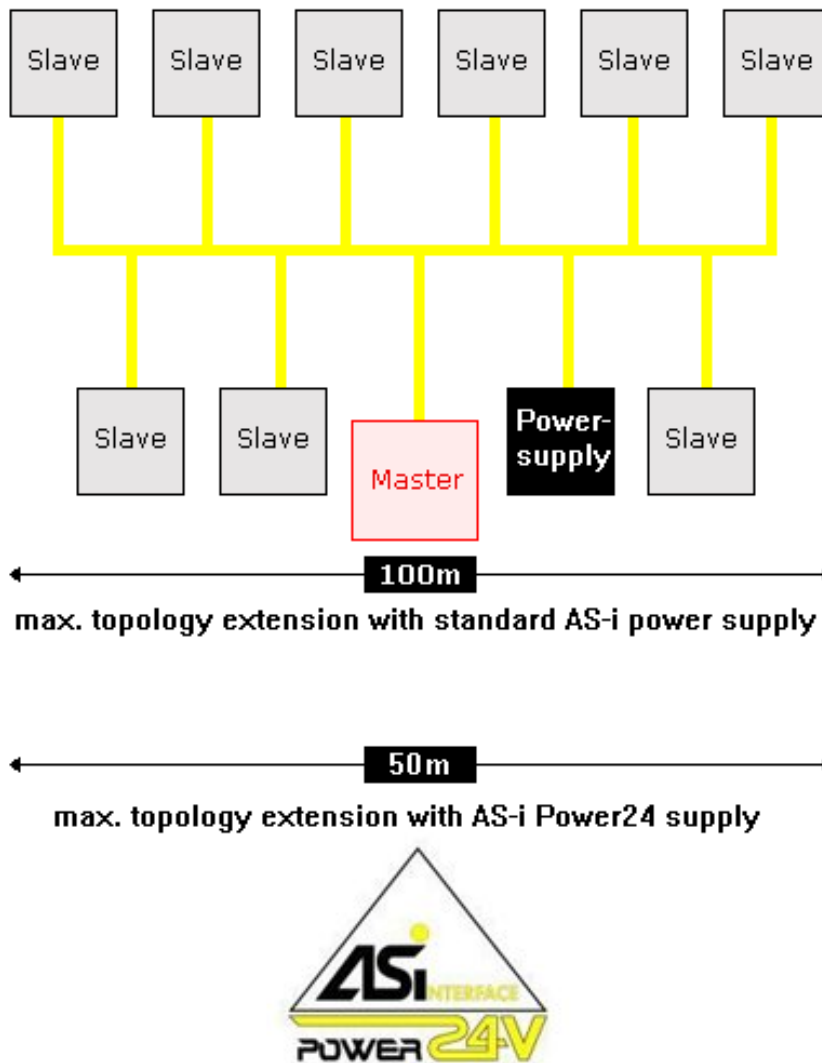 Slave Slave Slave Slave Slave Slave
Slave Slave Master Power-
supply Slave
100m
max. topology extension with standard AS-i power supply
50m
max. topology extension with AS-i Power24 supply
ASi
INTERFACE
POWER 24V